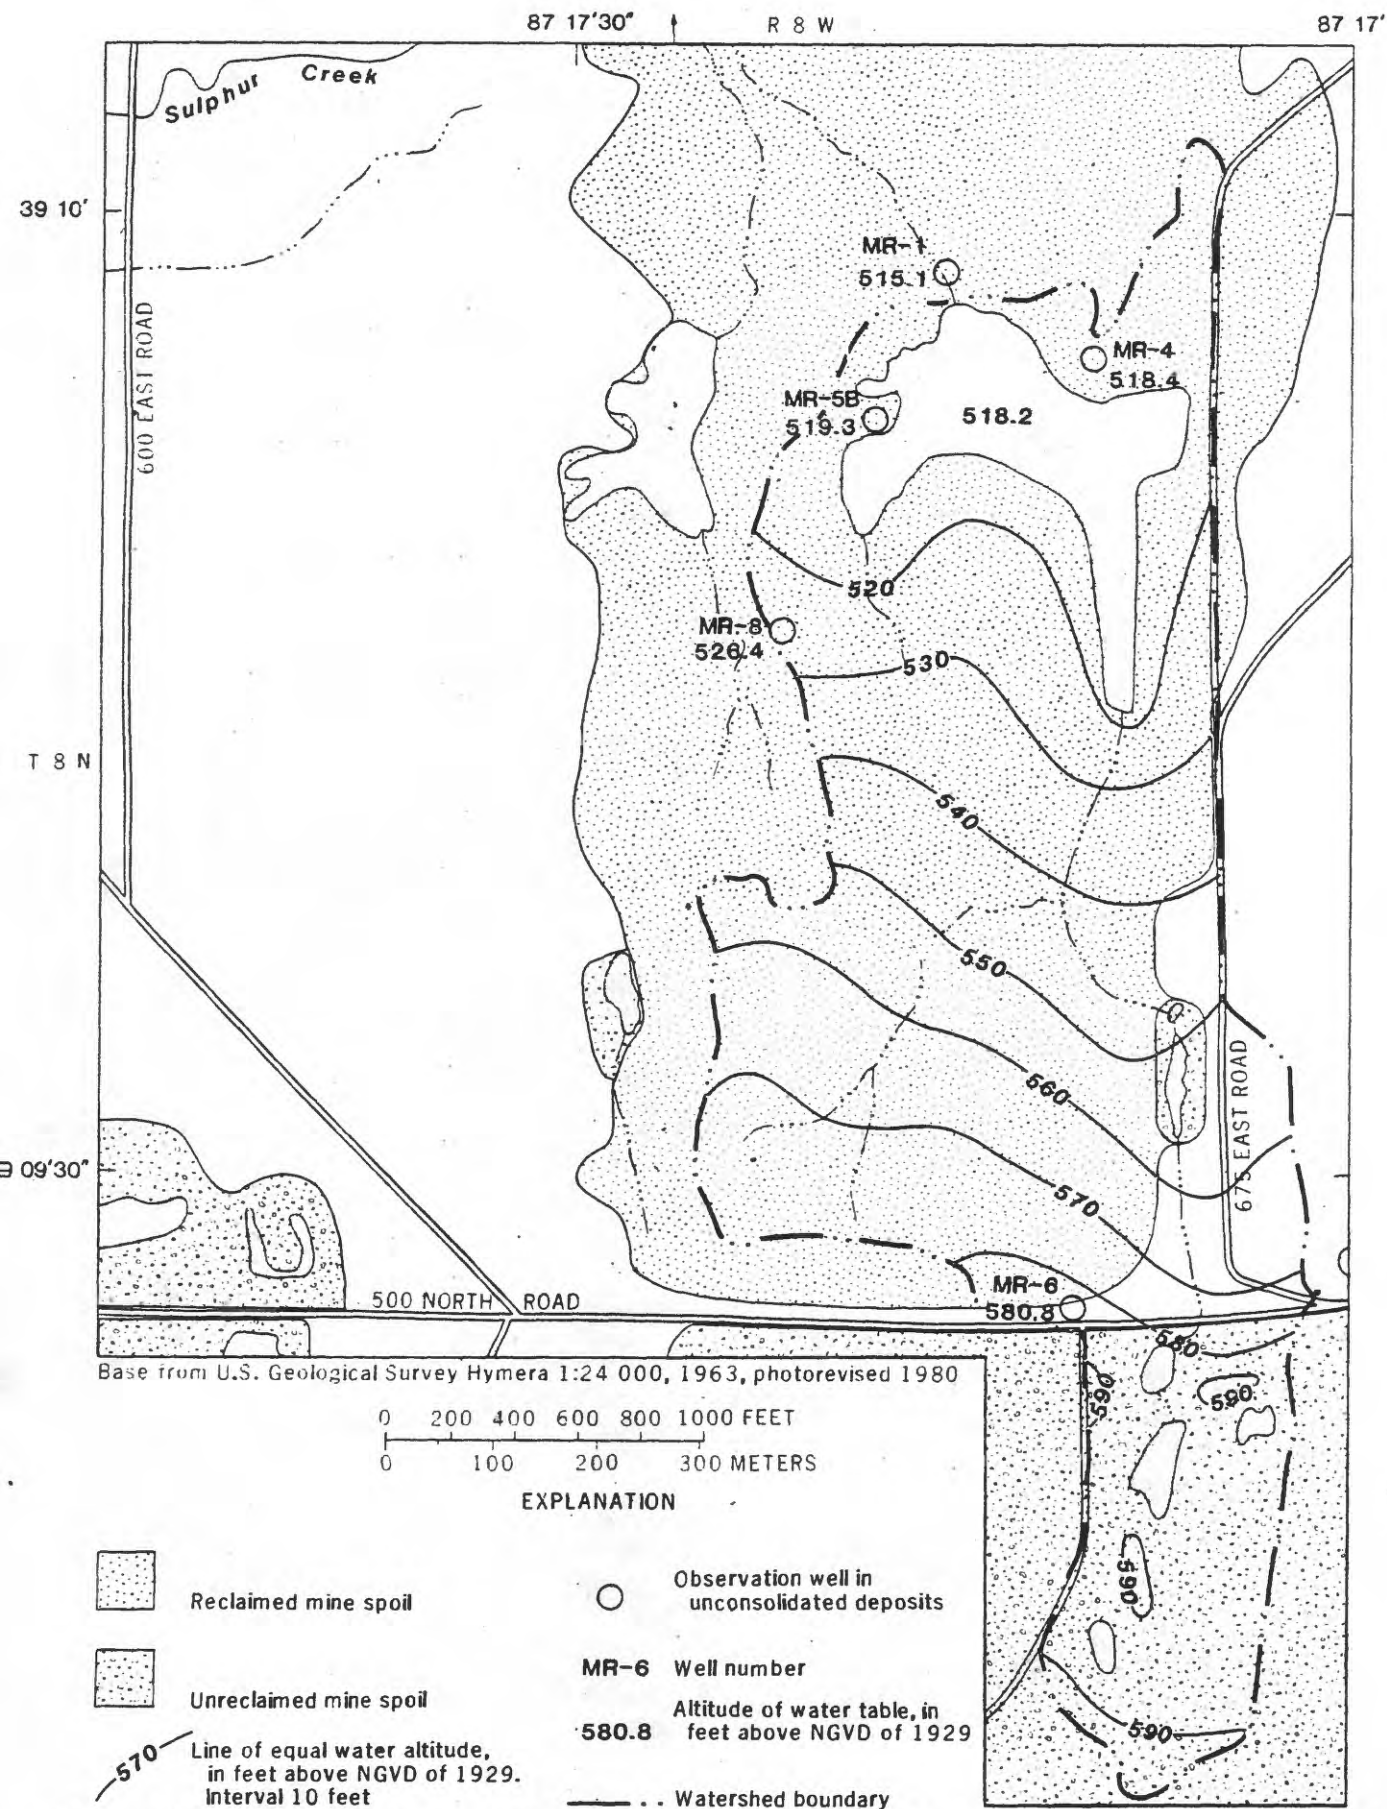 87 17'30" R 8 W 87 17'
Sulphur Creek
39 10'
MR-1
515.1
MR-4
518.4
600 EAST ROAD
MR-5B
519.3
518.2
520
MR-8
526.4
530
T 8 N
540
550
560
675 EAST ROAD
09'30"
570
MR-6
580.8
500 NORTH ROAD
580
Base from U.S. Geological Survey Hymera 1:24 000, 1963, photorevised 1980
590
590
0 200 400 600 800 1000 FEET
0 100 200 300 METERS
EXPLANATION
590
Reclaimed mine spoil
Observation well in
unconsolidated deposits
MR-6 Well number
Unreclaimed mine spoil
580.8 Altitude of water table, in
feet above NGVD of 1929
590
570 Line of equal water altitude,
in feet above NGVD of 1929.
Interval 10 feet
Watershed boundary